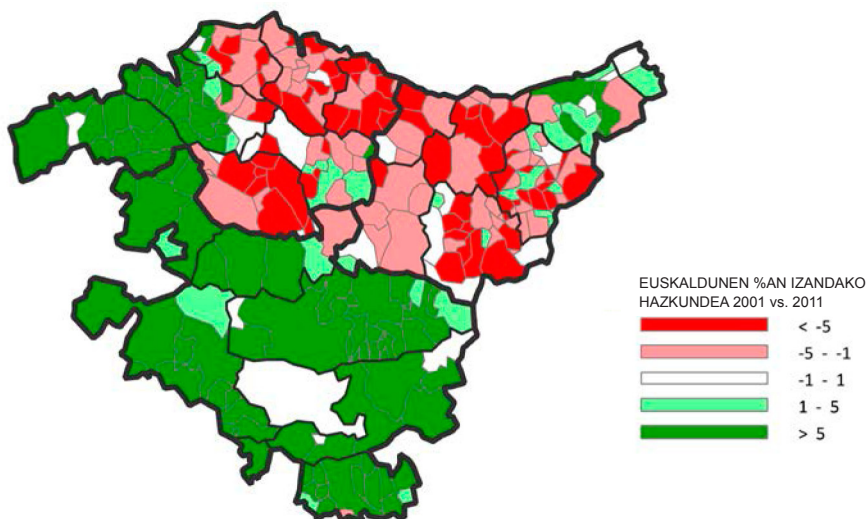 EUSKALDUNEN %AN IZANDAKO
HAZKUNDEA 2001 vs. 2011
< -5
-5 - -1
-1 - 1
1 - 5
> 5